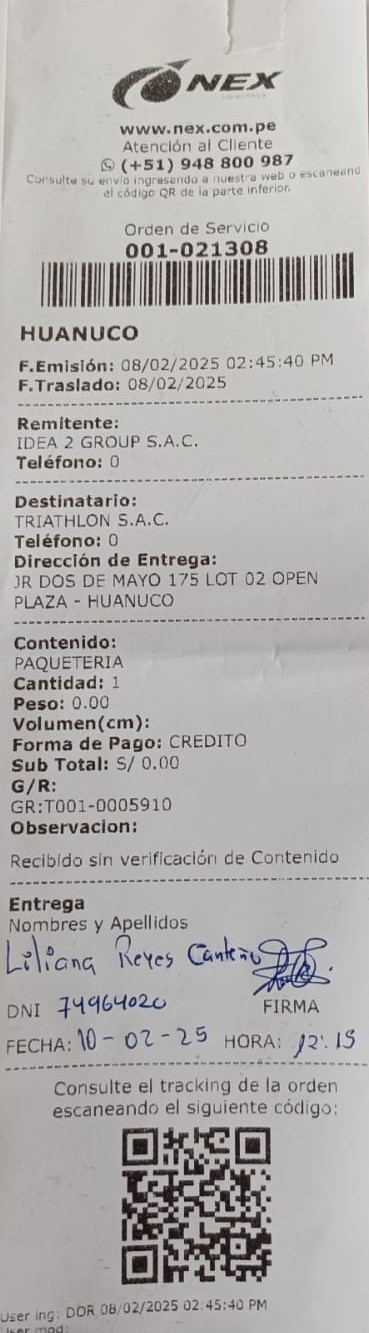 NEX
www.nex.com.pe
Atención al Cliente
(+51) 948 800 987
Consulte su envío ingresando a nuestra web o escaneand
el código QR de la parte inferior.
Orden de Servicio
001-021308
HUANUCO
F.Emisión: 08/02/2025 02:45:40 PM
F.Traslado: 08/02/2025
Remitente:
IDEA 2 GROUP S.A.C.
Teléfono: 0
Destinatario:
TRIATHLON S.A.C.
Teléfono: 0
Dirección de Entrega:
JR DOS DE MAYO 175 LOT 02 OPEN
PLAZA - HUANUCO
Contenido:
PAQUETERIA
Cantidad: 1
Peso: 0.00
Volumen(cm):
Forma de Pago: CREDITO
Sub Total: S/ 0.00
G/R:
GR:T001-0005910
Observacion:
Recibido sin verificación de Contenido
Entrega
Nombres y Apellidos
Liliana Reyes
DNI 74964020
FIRMA
FECHA: 10-02-25 HORA: 12:15
Consulte el tracking de la orden
escaneando el siguiente código:
User ing: DOR 08/02/2025 02:45:40 PM
User mod: